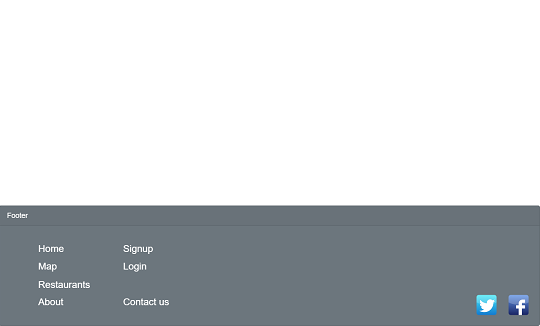 Footer
Home Signup
Map Login
Restaurants
About Contact us